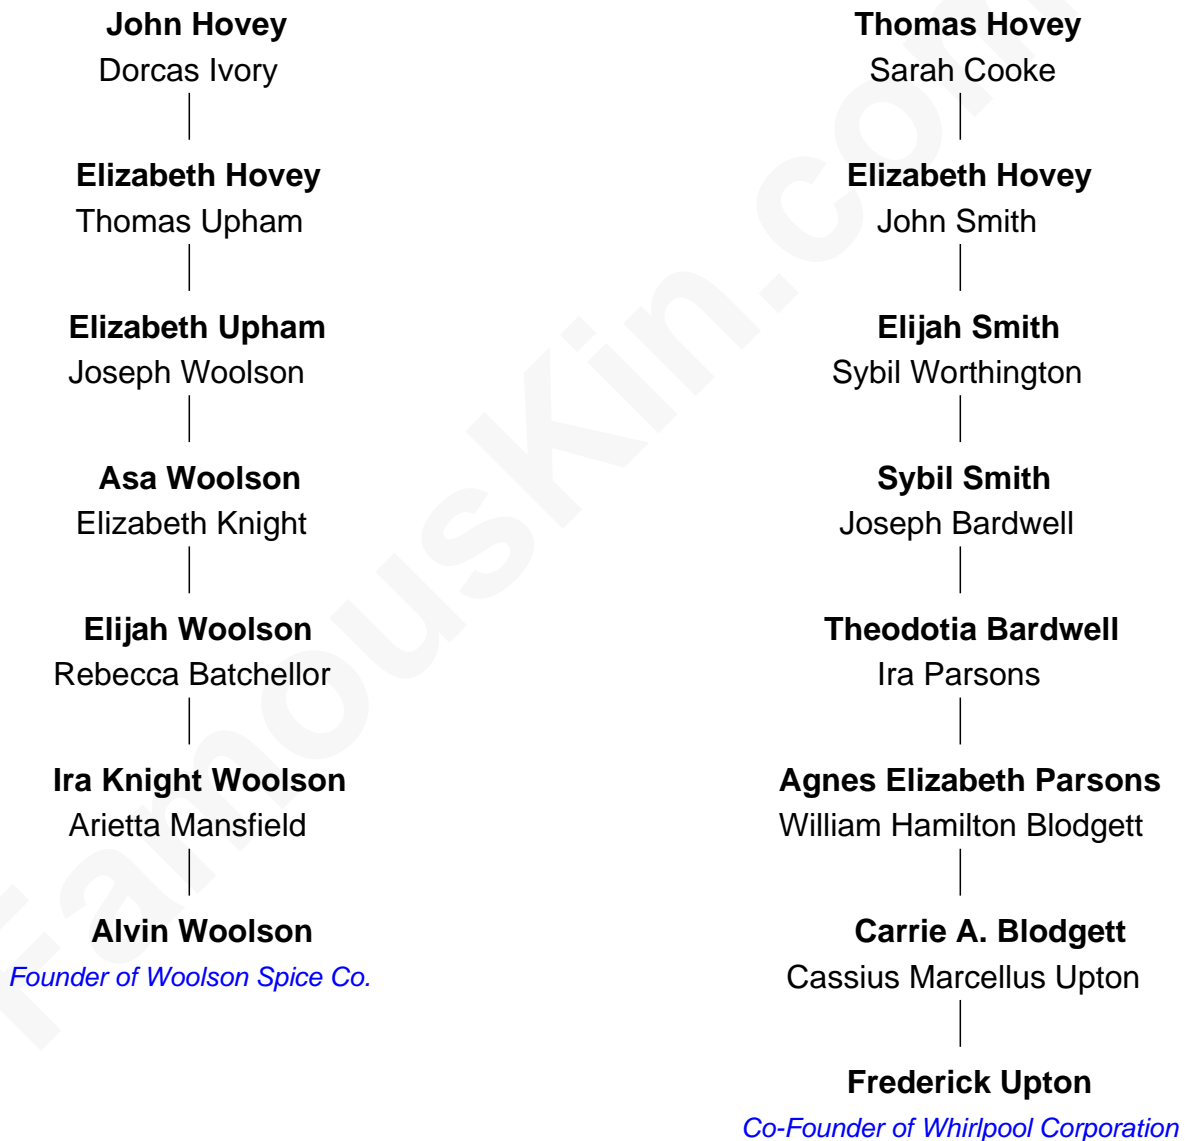 John Hovey
Dorcas Ivory
Elizabeth Hovey
Thomas Upham
Elizabeth Upham
Joseph Woolson
Asa Woolson
Elizabeth Knight
Elijah Woolson
Rebecca Batchellor
Ira Knight Woolson
Arietta Mansfield
Alvin Woolson
Founder of Woolson Spice Co.
Thomas Hovey
Sarah Cooke
Elizabeth Hovey
John Smith
Elijah Smith
Sybil Worthington
Sybil Smith
Joseph Bardwell
Theodotia Bardwell
Ira Parsons
Agnes Elizabeth Parsons
William Hamilton Blodgett
Carrie A. Blodgett
Cassius Marcellus Upton
Frederick Upton
Co-Founder of Whirlpool Corporation
FamousKin.com